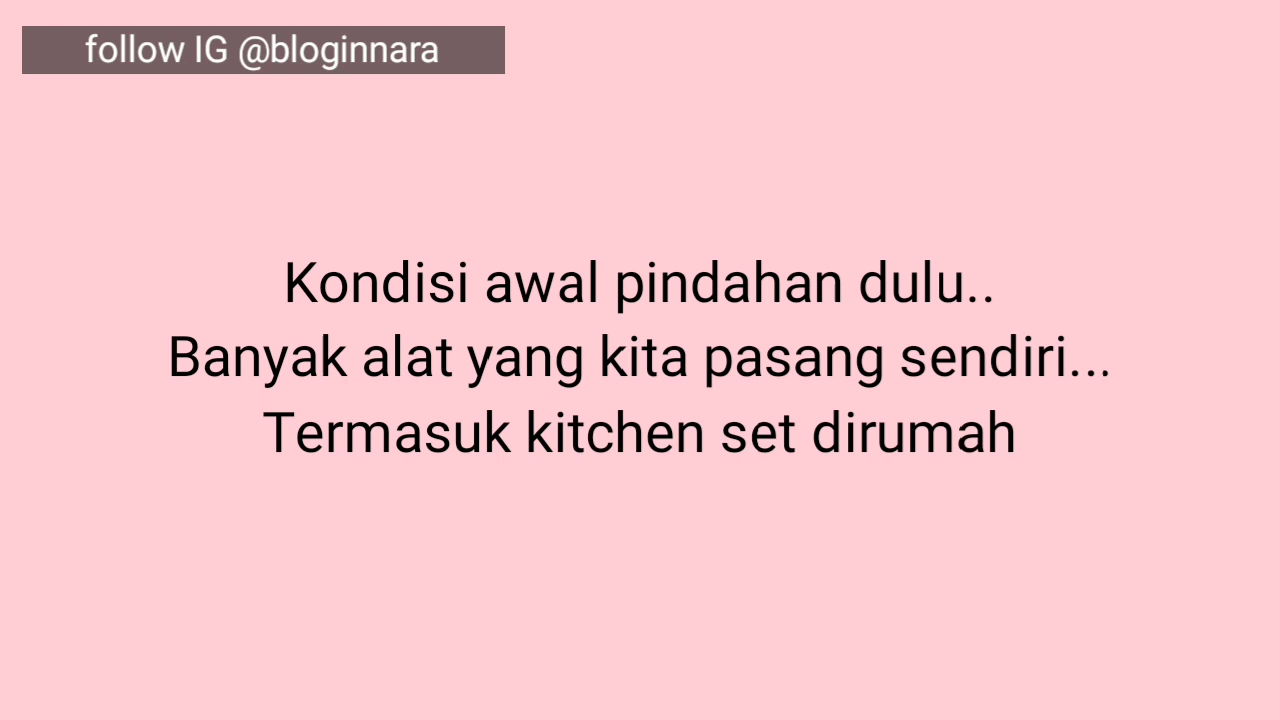 follow IG @bloginnara
Kondisi awal pindahan dulu..
Banyak alat yang kita pasang sendiri...
Termasuk kitchen set dirumah